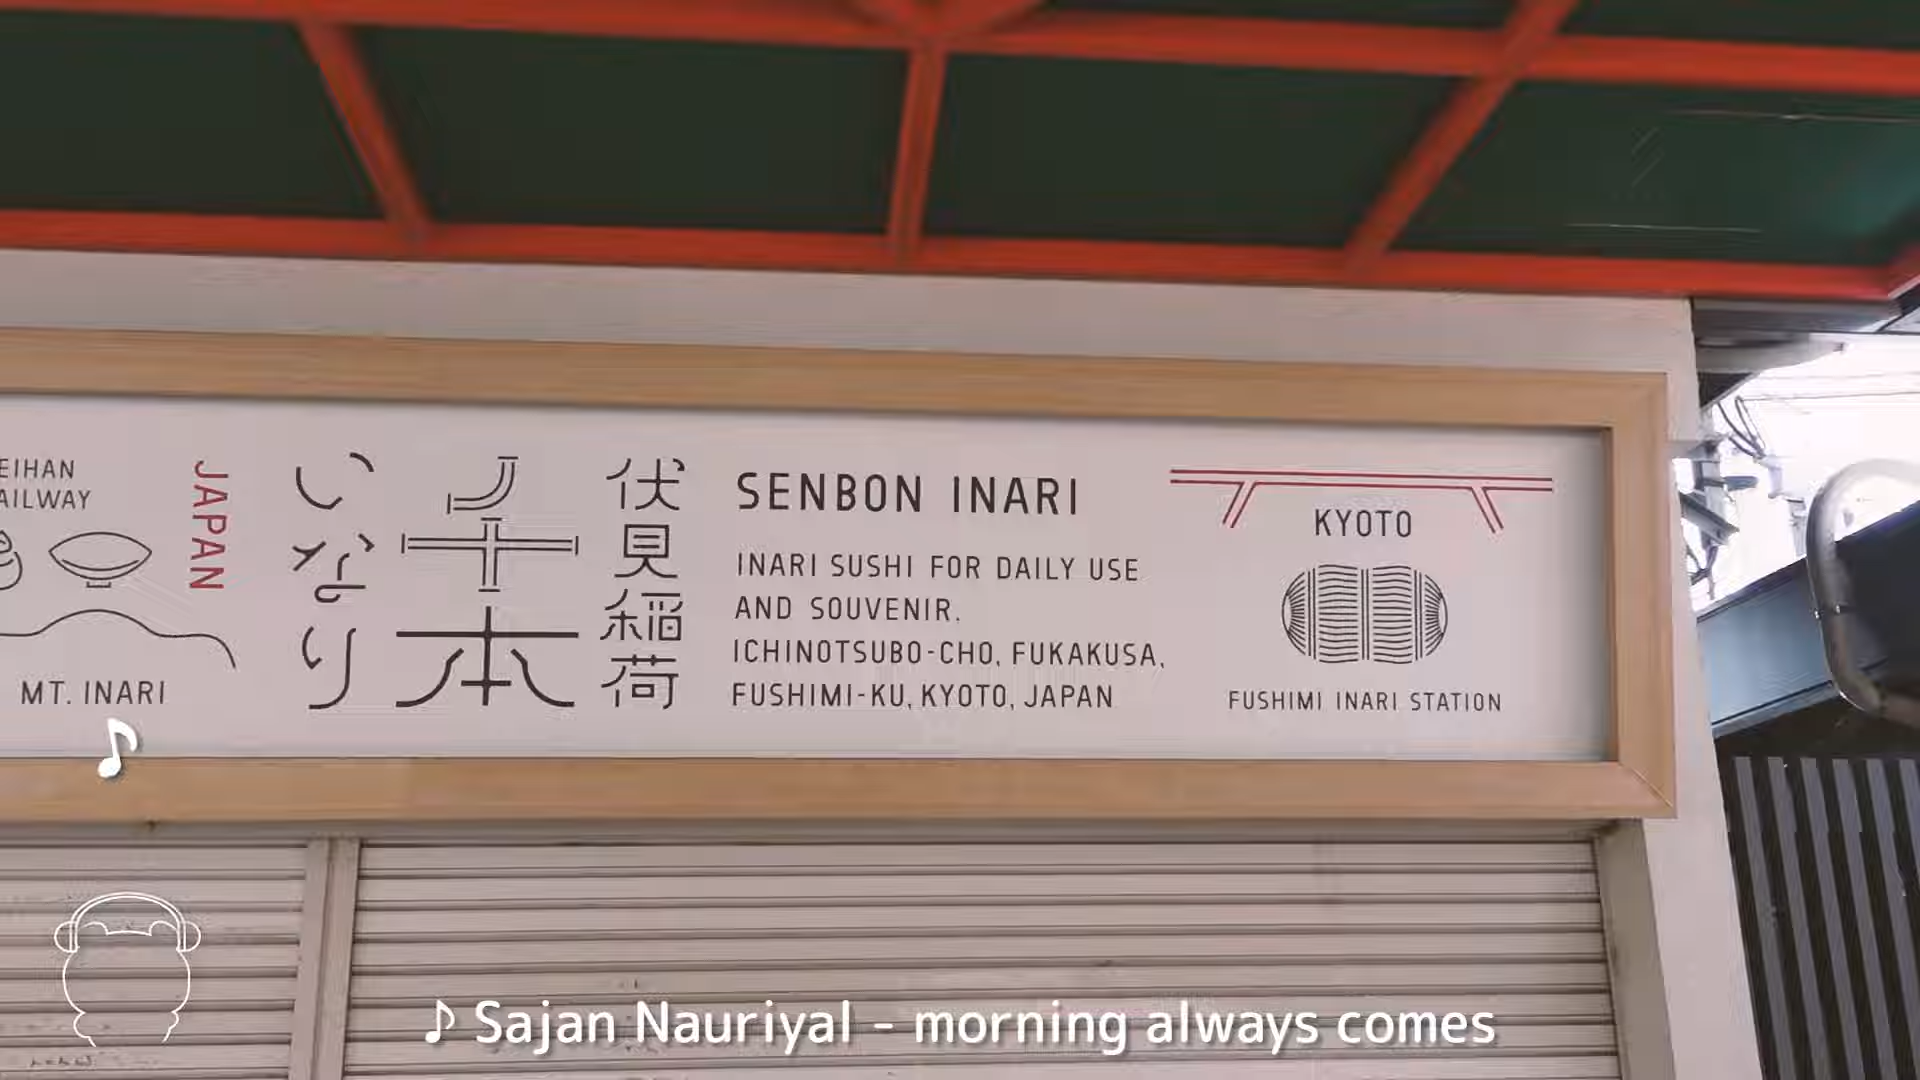 EIHAN
AILWAY
JAPAN
MT. INARI
伏見稲荷
千本
いなり
SENBON INARI
INARI SUSHI FOR DAILY USE
AND SOUVENIR.
ICHINOTSUBO-CHO, FUKAKUSA,
FUSHIMI-KU, KYOTO, JAPAN
KYOTO
FUSHIMI INARI STATION
♪ Sajan Nauriyal - morning always comes